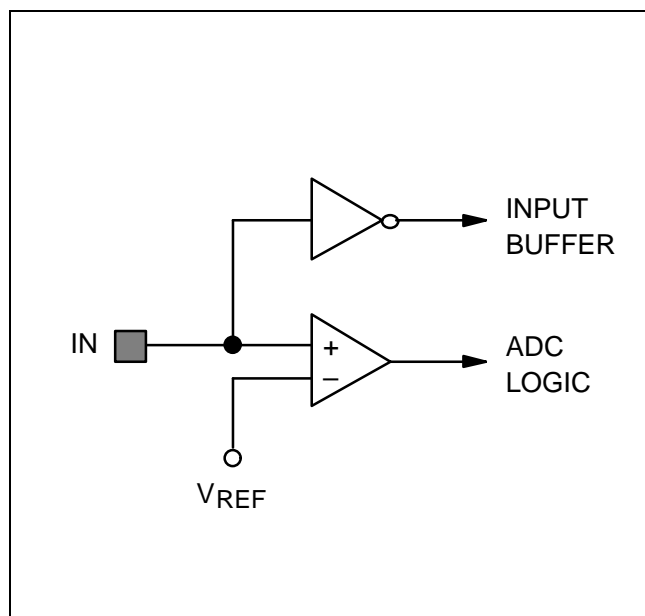 INPUT
BUFFER
IN
+
−
ADC
LOGIC
VREF